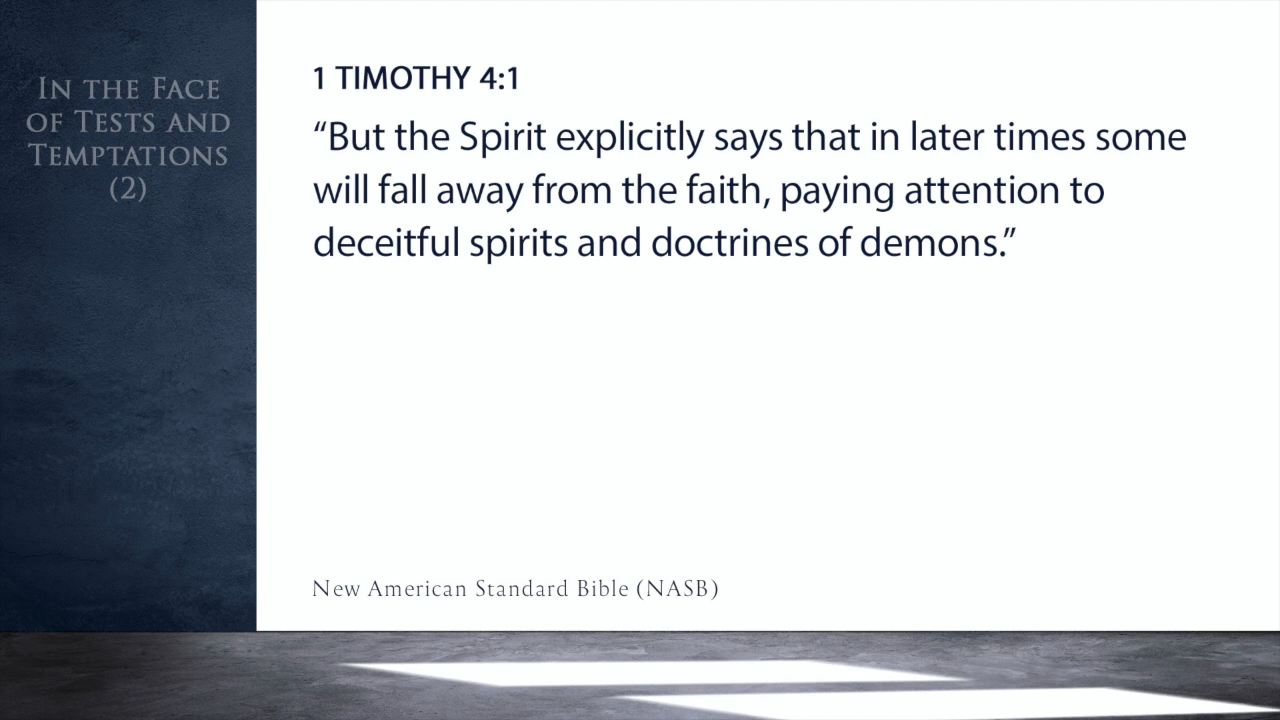 In the Face
of Tests and
Temptations
(2)
1 TIMOTHY 4:1
“But the Spirit explicitly says that in later times some
will fall away from the faith, paying attention to
deceitful spirits and doctrines of demons.”
New American Standard Bible (NASB)